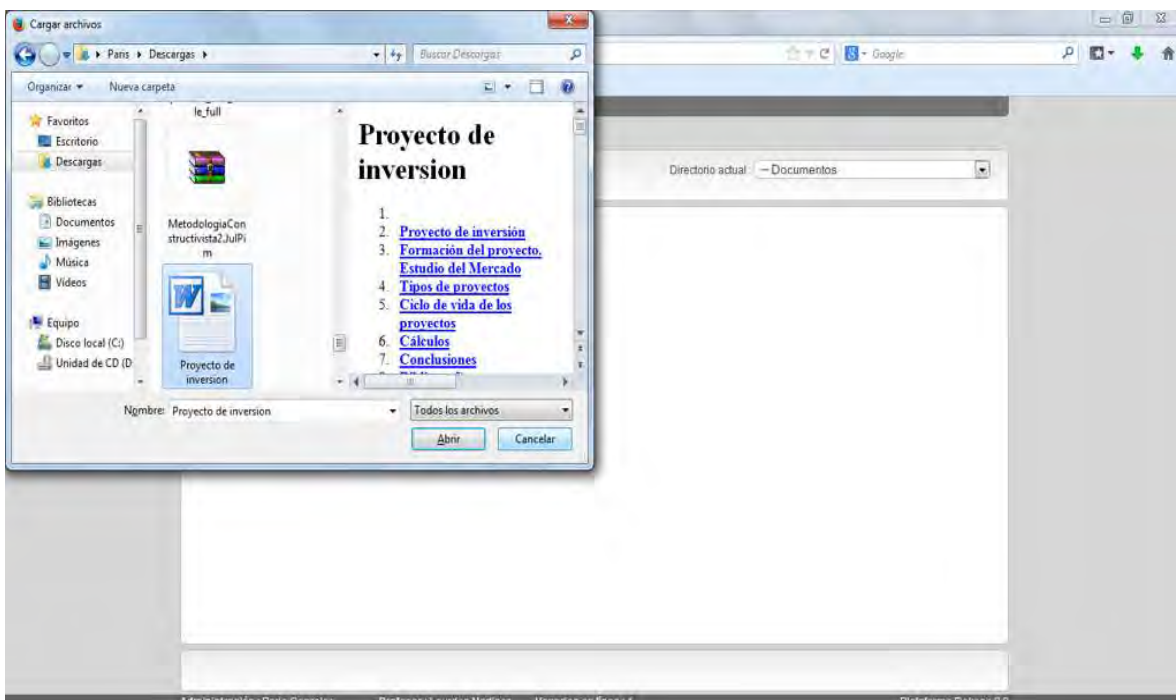 Cargar archivos
Paris
Descargas
Buscar Descargas
Google
Organizar
Nueva carpeta
Favoritos
Escritorio
Descargas
Bibliotecas
Documentos
Imágenes
Música
Vídeos
Equipo
Disco local (C:)
Unidad de CD (D
le_full
MetodologiaCon
structivista2.JulPi
m
Proyecto de
inversion
Proyecto de
inversion
1.
2. Proyecto de inversión
3. Formación del proyecto.
Estudio del Mercado
4. Tipos de proyectos
5. Ciclo de vida de los
proyectos
6. Cálculos
7. Conclusiones
Nombre: Proyecto de inversion
Todos los archivos
Abrir
Cancelar
Directorio actual : -- Documentos